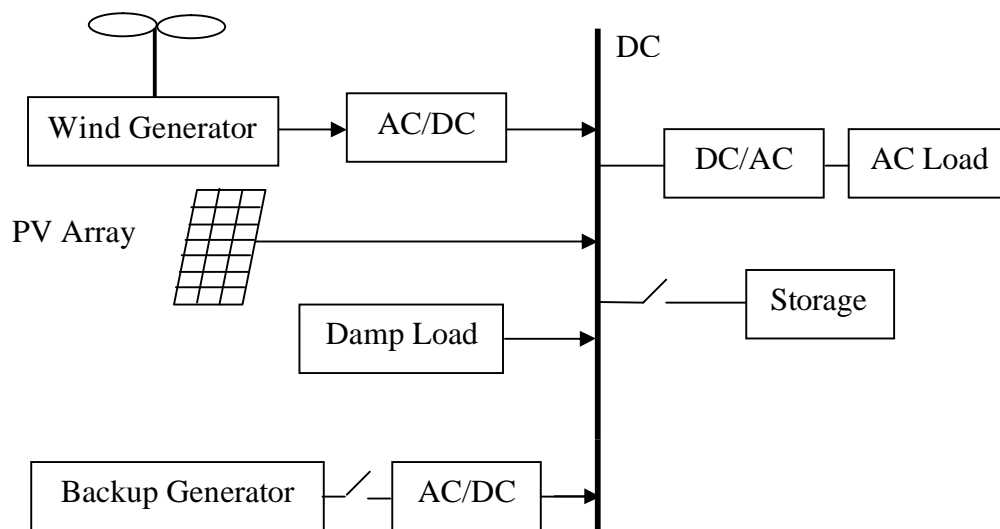 DC
Wind Generator
AC/DC
DC/AC
AC Load
PV Array
Storage
Damp Load
Backup Generator
AC/DC